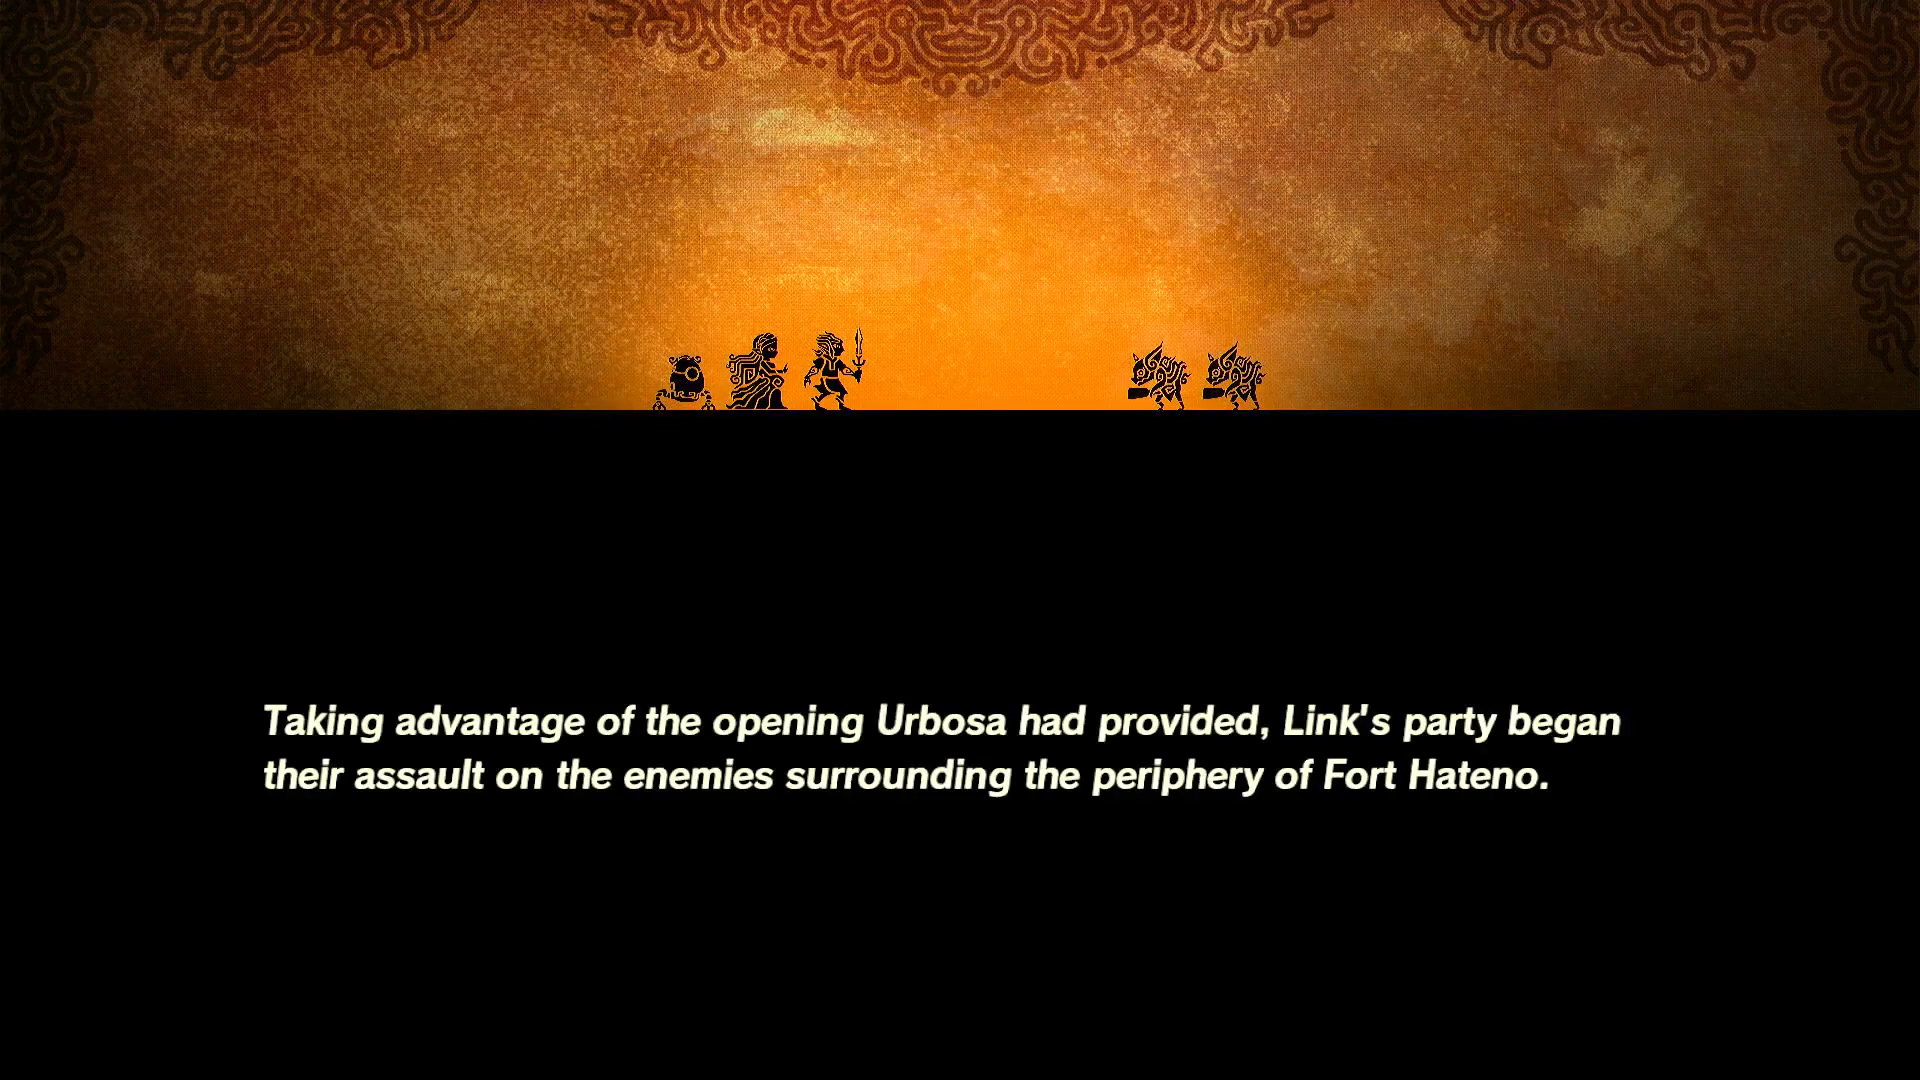 Taking advantage of the opening Urbosa had provided, Link's party began
their assault on the enemies surrounding the periphery of Fort Hateno.